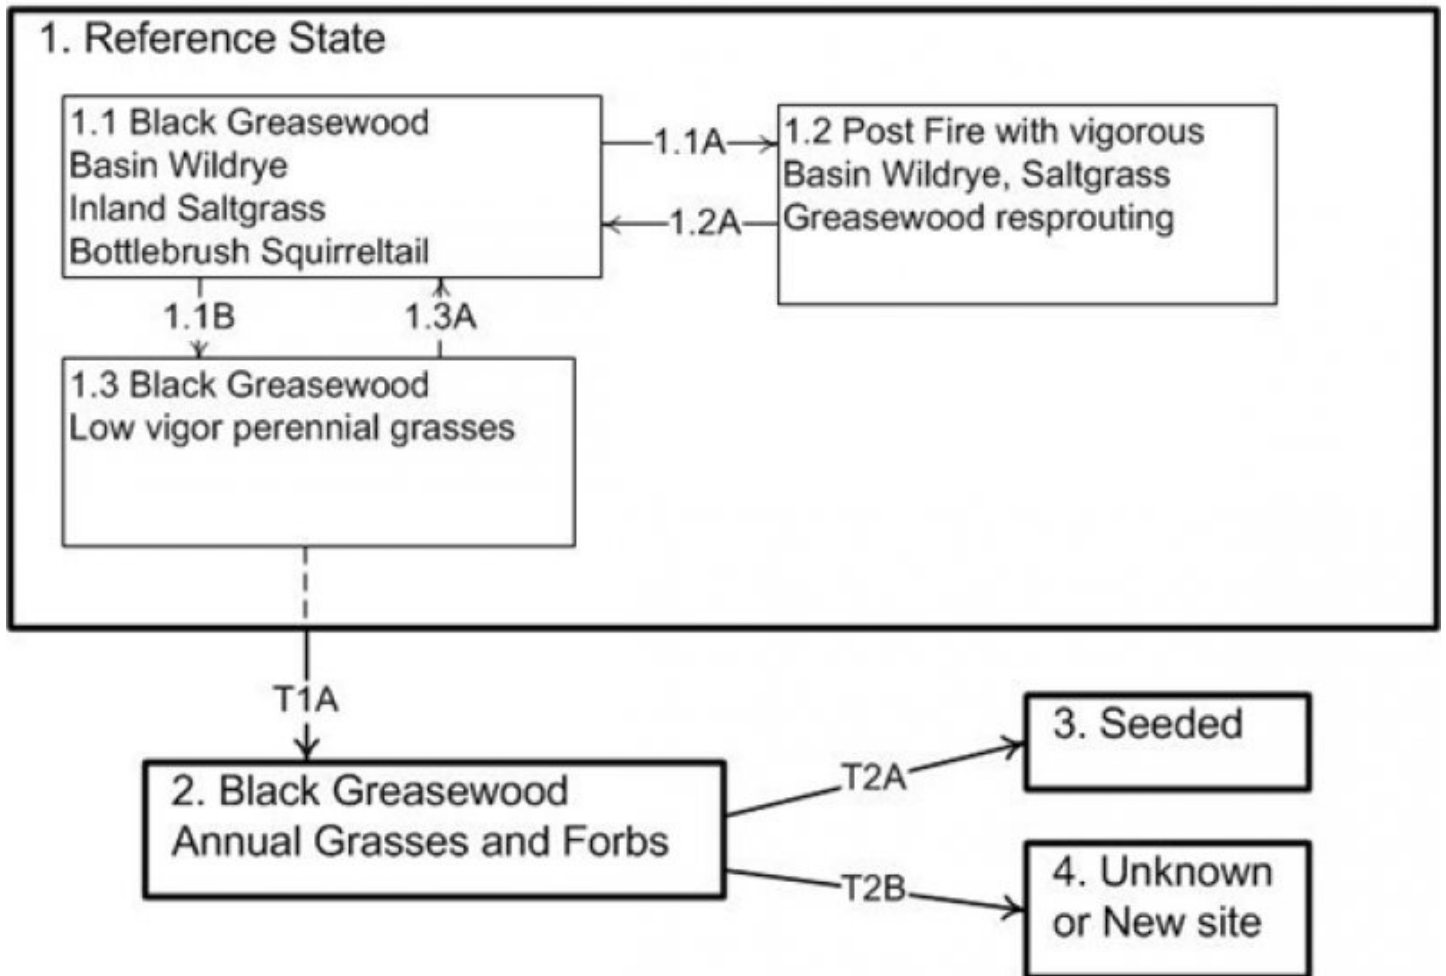 1. Reference State
1.1 Black Greasewood
Basin Wildrye
Inland Saltgrass
Bottlebrush Squirreltail
1.1A
1.2A
1.2 Post Fire with vigorous
Basin Wildrye, Saltgrass
Greasewood resprouting
1.1B
1.3A
1.3 Black Greasewood
Low vigor perennial grasses
T1A
2. Black Greasewood
Annual Grasses and Forbs
T2A
T2B
3. Seeded
4. Unknown
or New site